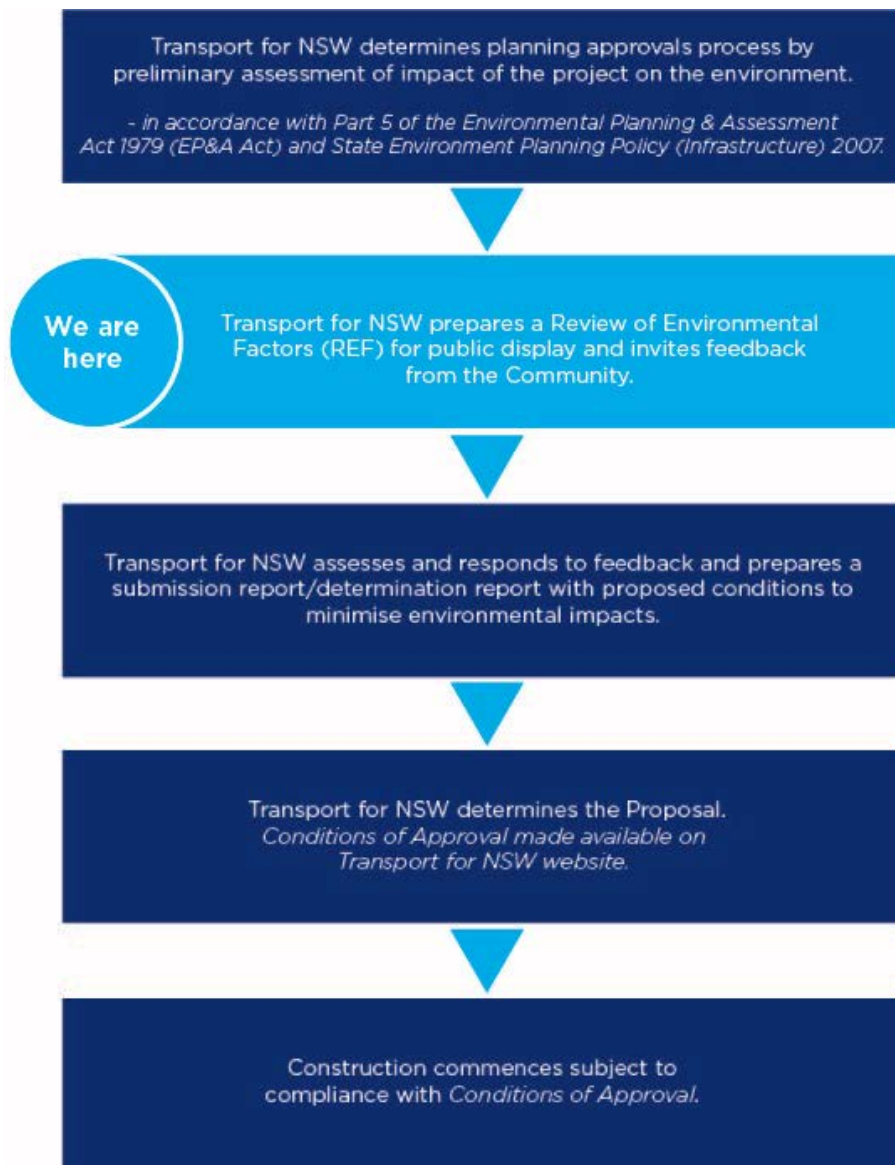 Transport for NSW determines planning approvals process by
preliminary assessment of impact of the project on the environment.
- in accordance with Part 5 of the Environmental Planning & Assessment
Act 1979 (EP&A Act) and State Environment Planning Policy (Infrastructure) 2007.
We are
here
Transport for NSW prepares a Review of Environmental
Factors (REF) for public display and invites feedback
from the Community.
Transport for NSW assesses and responds to feedback and prepares a
submission report/determination report with proposed conditions to
minimise environmental impacts.
Transport for NSW determines the Proposal.
Conditions of Approval made available on
Transport for NSW website.
Construction commences subject to
compliance with Conditions of Approval.